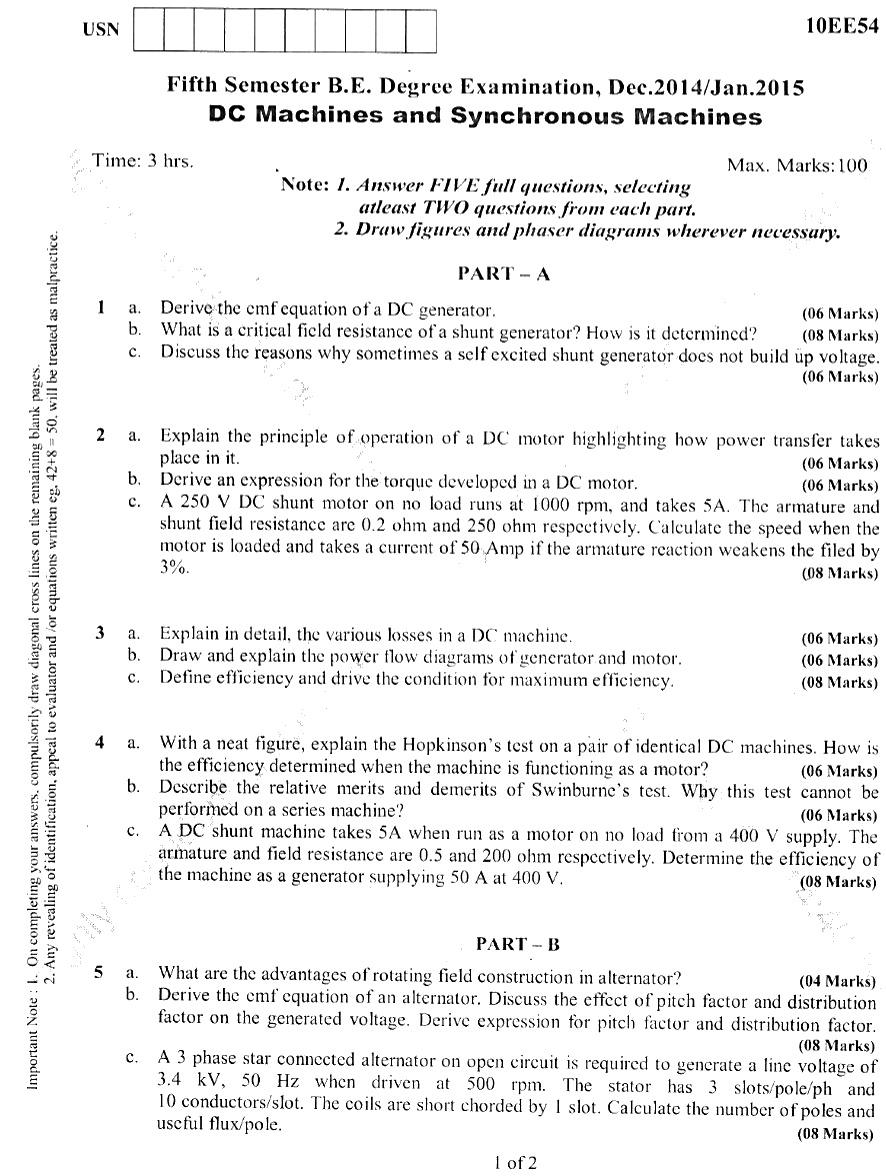 USN
10EE54
Fifth Semester B.E. Degree Examination, Dec.2014/Jan.2015
DC Machines and Synchronous Machines
Time: 3 hrs.
Max. Marks:100
Note: 1. Answer FIVE full questions, selecting
atleast TWO questions from each part.
2. Draw figures and phaser diagrams wherever necessary.
PART – A
1 a. Derive the emf equation of a DC generator. (06 Marks)
b. What is a critical field resistance of a shunt generator? How is it determined? (08 Marks)
c. Discuss the reasons why sometimes a self excited shunt generator does not build up voltage.
(06 Marks)
2 a. Explain the principle of operation of a DC motor highlighting how power transfer takes
place in it. (06 Marks)
b. Derive an expression for the torque developed in a DC motor. (06 Marks)
c. A 250 V DC shunt motor on no load runs at 1000 rpm, and takes 5A. The armature and
shunt field resistance are 0.2 ohm and 250 ohm respectively. Calculate the speed when the
motor is loaded and takes a current of 50 Amp if the armature reaction weakens the filed by
3%. (08 Marks)
3 a. Explain in detail, the various losses in a DC machine. (06 Marks)
b. Draw and explain the power flow diagrams of generator and motor. (06 Marks)
c. Define efficiency and drive the condition for maximum efficiency. (08 Marks)
4 a. With a neat figure, explain the Hopkinson's test on a pair of identical DC machines. How is
the efficiency determined when the machine is functioning as a motor? (06 Marks)
b. Describe the relative merits and demerits of Swinburne's test. Why this test cannot be
performed on a series machine? (06 Marks)
c. A DC shunt machine takes 5A when run as a motor on no load from a 400 V supply. The
armature and field resistance are 0.5 and 200 ohm respectively. Determine the efficiency of
the machine as a generator supplying 50 A at 400 V. (08 Marks)
PART – B
5 a. What are the advantages of rotating field construction in alternator? (04 Marks)
b. Derive the emf equation of an alternator. Discuss the effect of pitch factor and distribution
factor on the generated voltage. Derive expression for pitch factor and distribution factor.
(08 Marks)
c. A 3 phase star connected alternator on open circuit is required to generate a line voltage of
3.4 kV, 50 Hz when driven at 500 rpm. The stator has 3 slots/pole/ph and
10 conductors/slot. The coils are short chorded by 1 slot. Calculate the number of poles and
useful flux/pole. (08 Marks)
1 of 2
Important Note : 1. On completing your answers, compulsorily draw diagonal cross lines on the remaining blank pages.
2. Any revealing of identification, appeal to evaluator and /or equations written eg, 42+8 = 50, will be treated as malpractice.